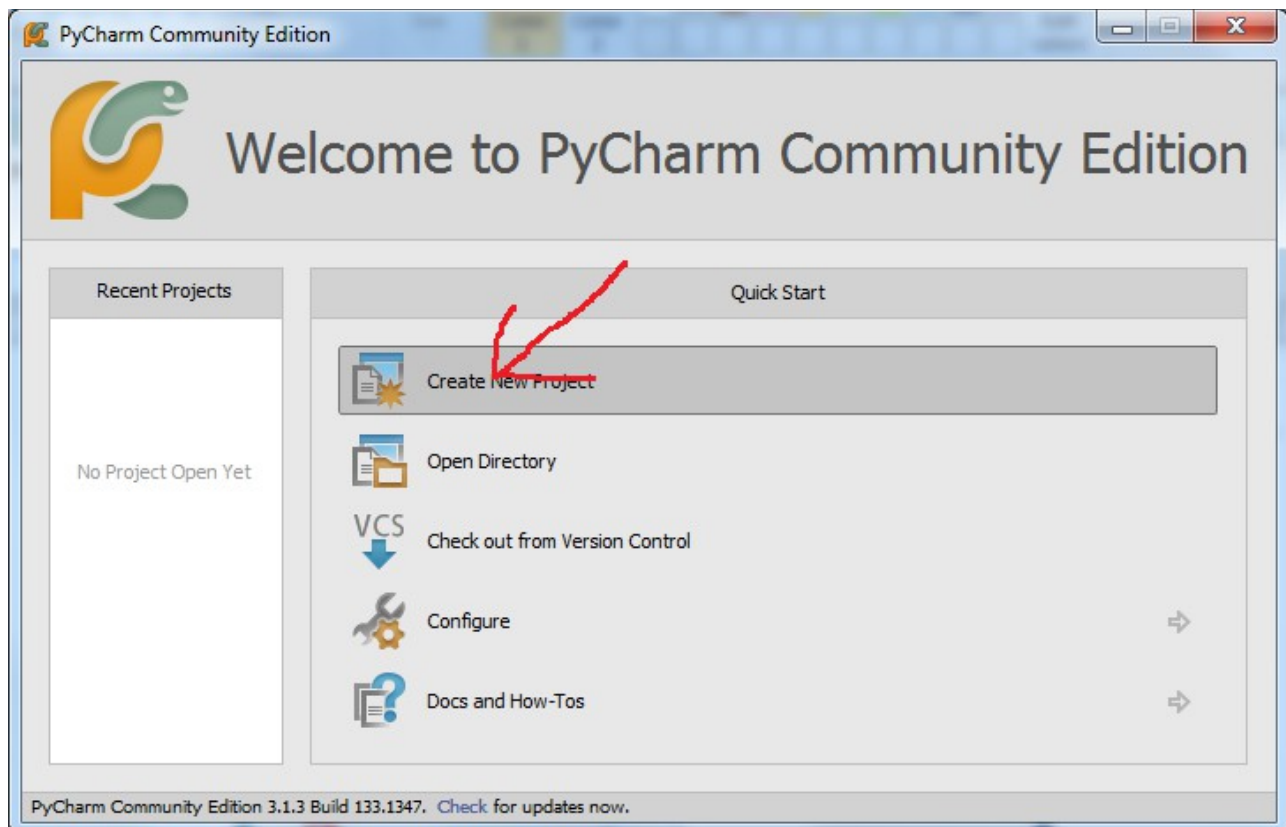 PyCharm Community Edition
Welcome to PyCharm Community Edition
Recent Projects
No Project Open Yet
Quick Start
Create New Project
Open Directory
VCS
Check out from Version Control
Configure
Docs and How-Tos
PyCharm Community Edition 3.1.3 Build 133.1347. Check for updates now.